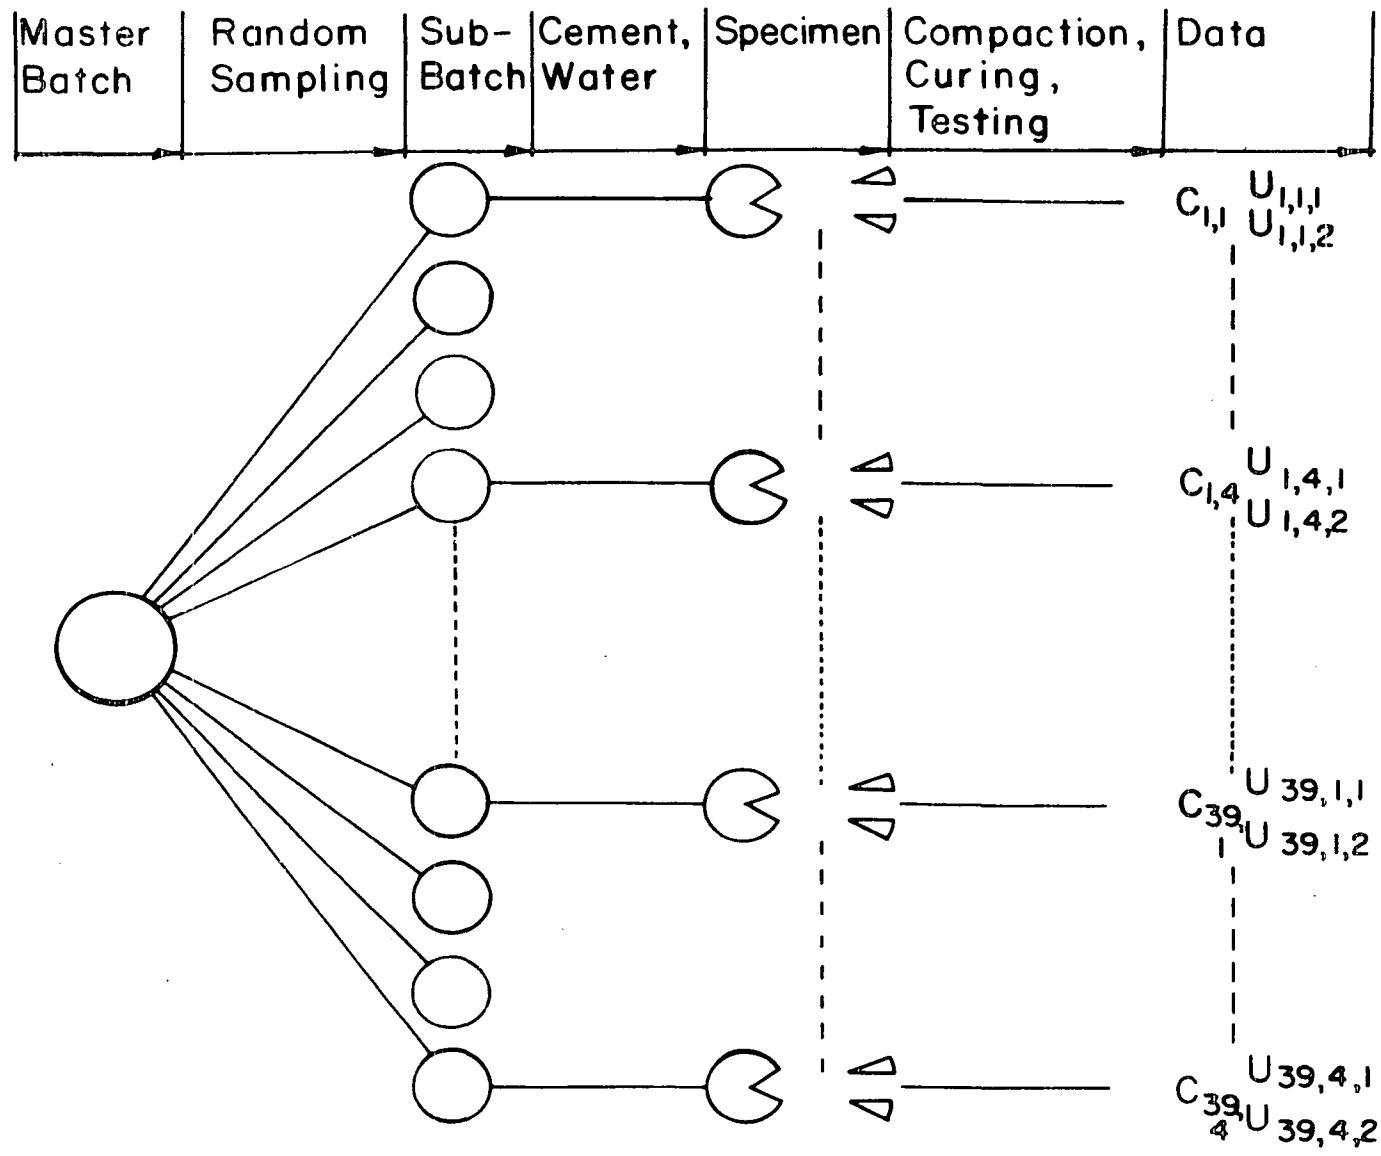 Master Batch
Random Sampling
Sub-Batch
Cement, Water
Specimen
Compaction, Curing, Testing
Data
C1,1 U1,1,1
U1,1,2
C1,4 U1,4,1
U1,4,2
C39,1 U39,1,1
U39,1,2
C39,4 U39,4,1
U39,4,2